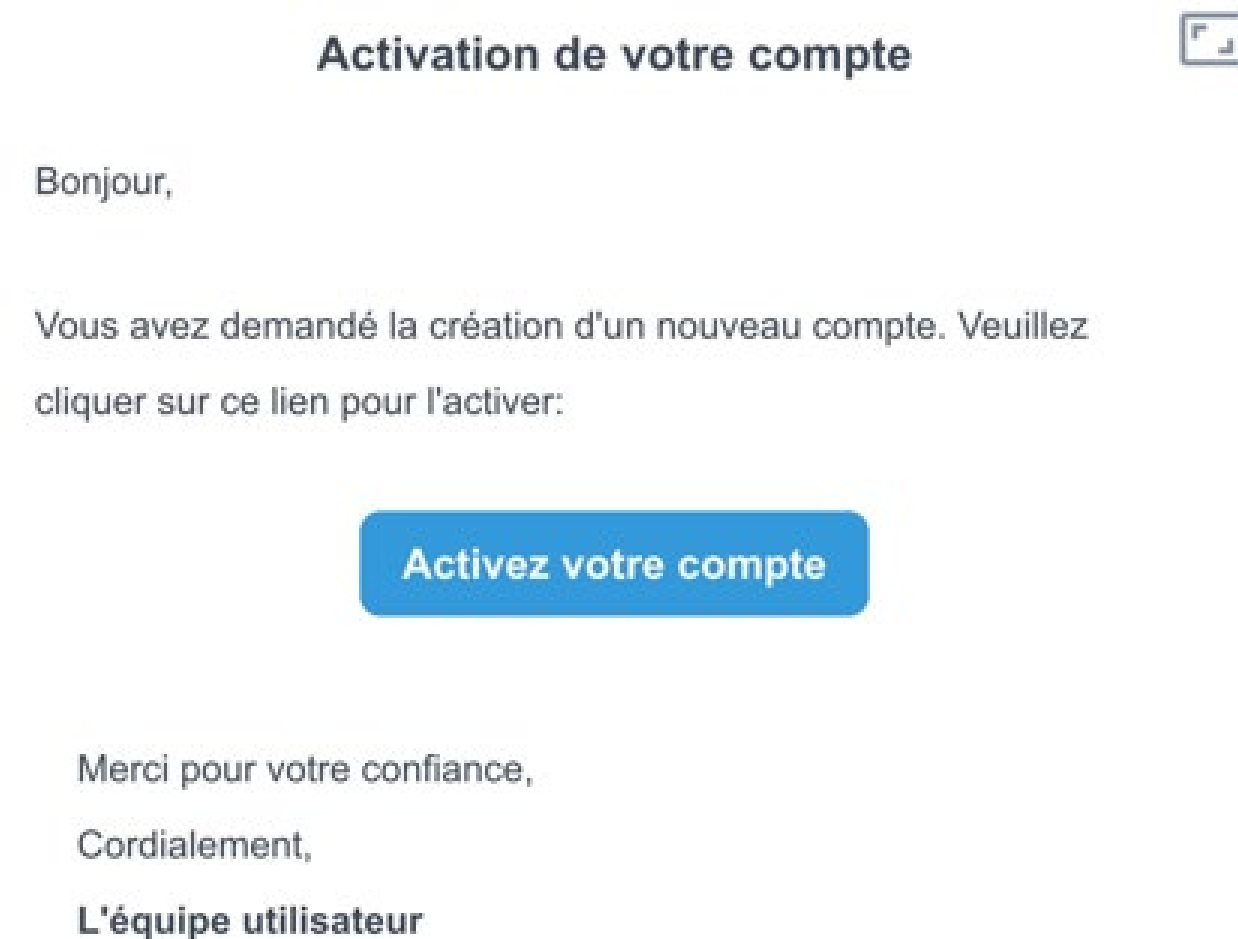 Activation de votre compte
Bonjour,
Vous avez demandé la création d'un nouveau compte. Veuillez
cliquer sur ce lien pour l'activer:
Activez votre compte
Merci pour votre confiance,
Cordialement,
L'équipe utilisateur